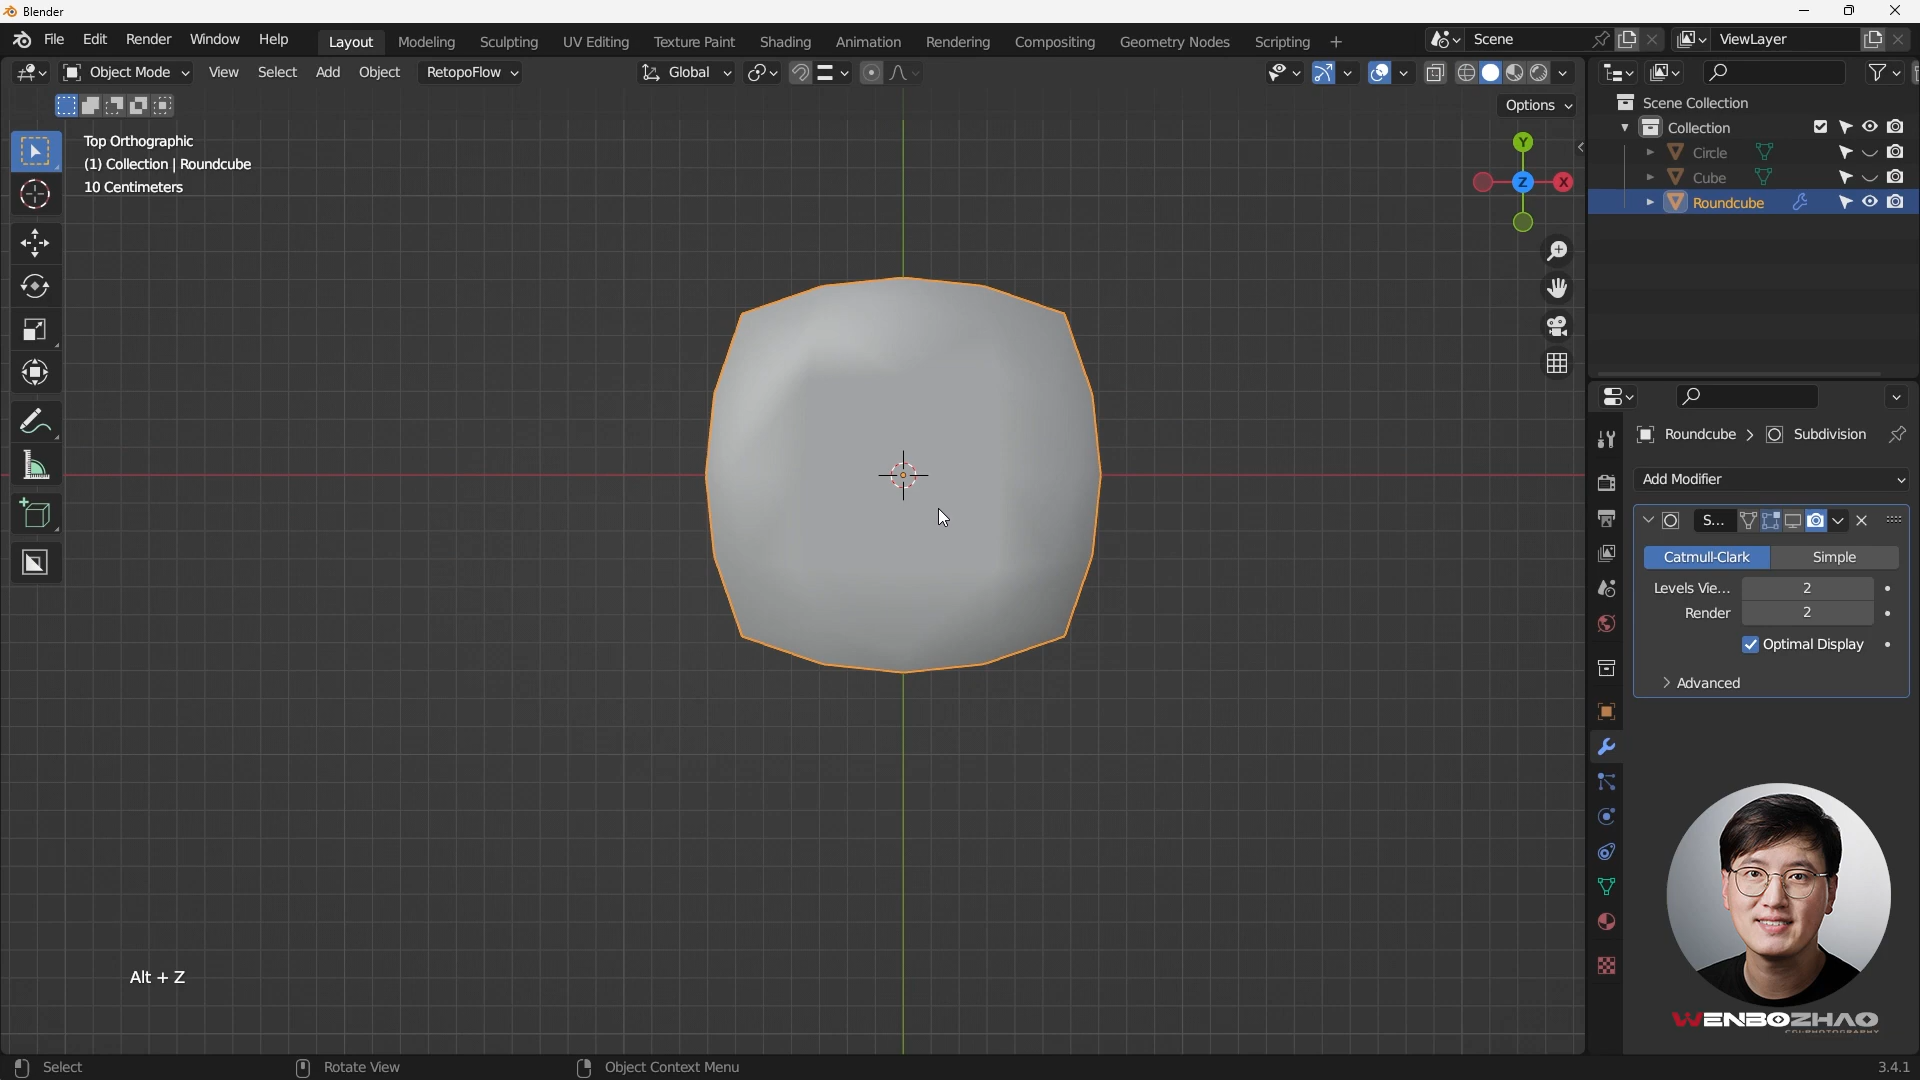 Blender
File Edit Render Window Help Layout Modeling Sculpting UV Editing Texture Paint Shading Animation Rendering Compositing Geometry Nodes Scripting + Scene ViewLayer
Object Mode View Select Add Object RetopoFlow Global
Options
Top Orthographic
(1) Collection | Roundcube
10 Centimeters
Y
Z X
Scene Collection
Collection
Circle
Cube
Roundcube
Roundcube > Subdivision
Add Modifier
S...
Catmull-Clark Simple
Levels Vie... 2
Render 2
Optimal Display
Advanced
Alt + Z
WENBOZHAO
Select Rotate View Object Context Menu 3.4.1